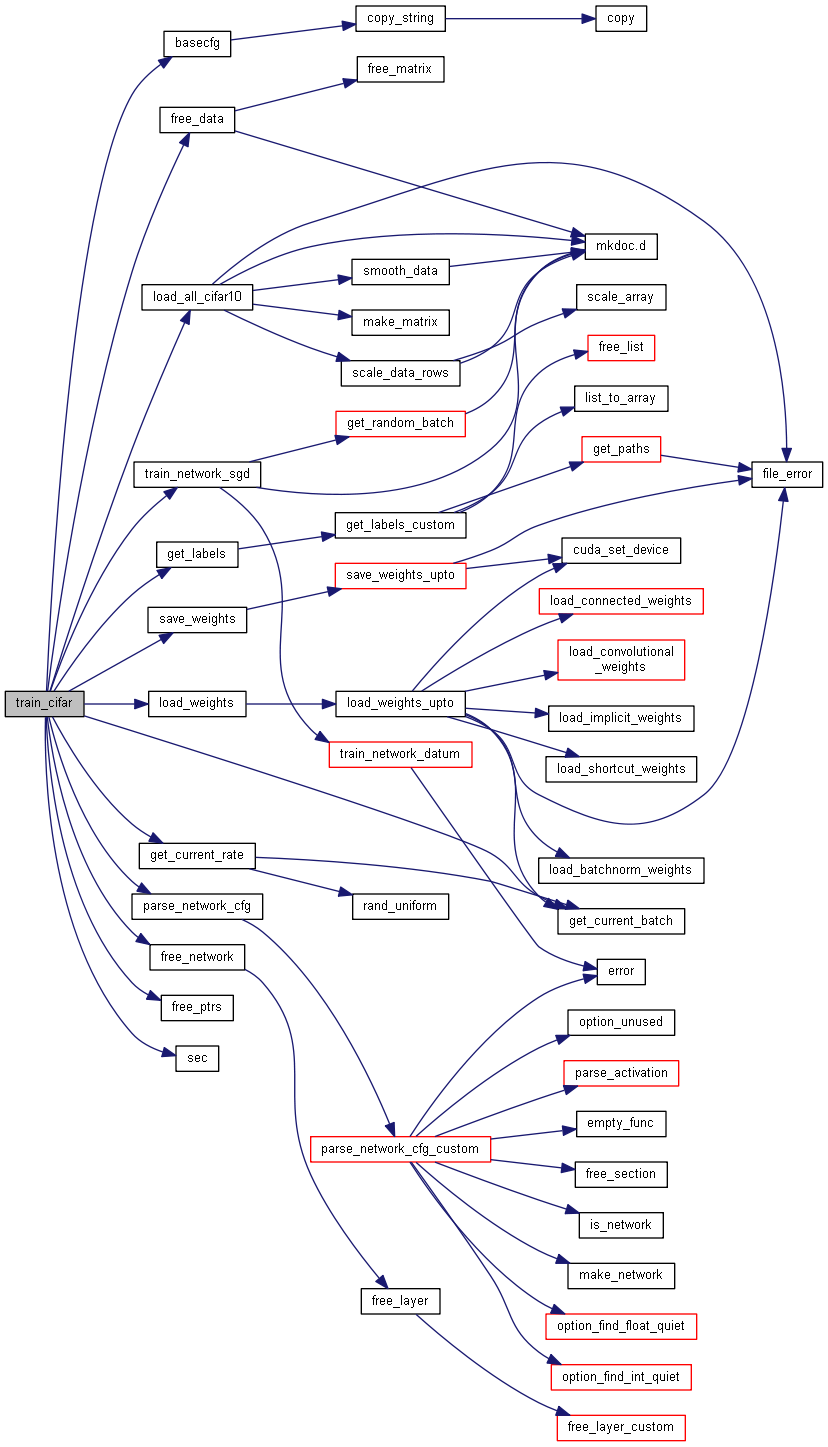 copy_string
copy
basecfg
free_matrix
free_data
mkdoc.d
smooth_data
load_all_cifar10
scale_array
make_matrix
free_list
scale_data_rows
list_to_array
get_random_batch
get_paths
train_network_sgd
file_error
get_labels_custom
get_labels
cuda_set_device
save_weights_upto
load_connected_weights
save_weights
load_convolutional
_weights
train_cifar
load_weights
load_weights_upto
load_implicit_weights
train_network_datum
load_shortcut_weights
get_current_rate
load_batchnorm_weights
parse_network_cfg
rand_uniform
get_current_batch
free_network
error
free_ptrs
option_unused
sec
parse_activation
empty_func
parse_network_cfg_custom
free_section
is_network
make_network
free_layer
option_find_float_quiet
option_find_int_quiet
free_layer_custom